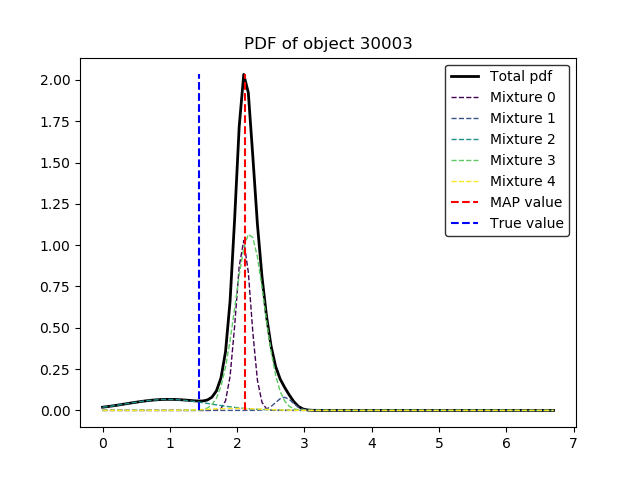 PDF of object 30003
Total pdf
Mixture 0
Mixture 1
Mixture 2
Mixture 3
Mixture 4
MAP value
True value
2.00
1.75
1.50
1.25
1.00
0.75
0.50
0.25
0.00
0 1 2 3 4 5 6 7